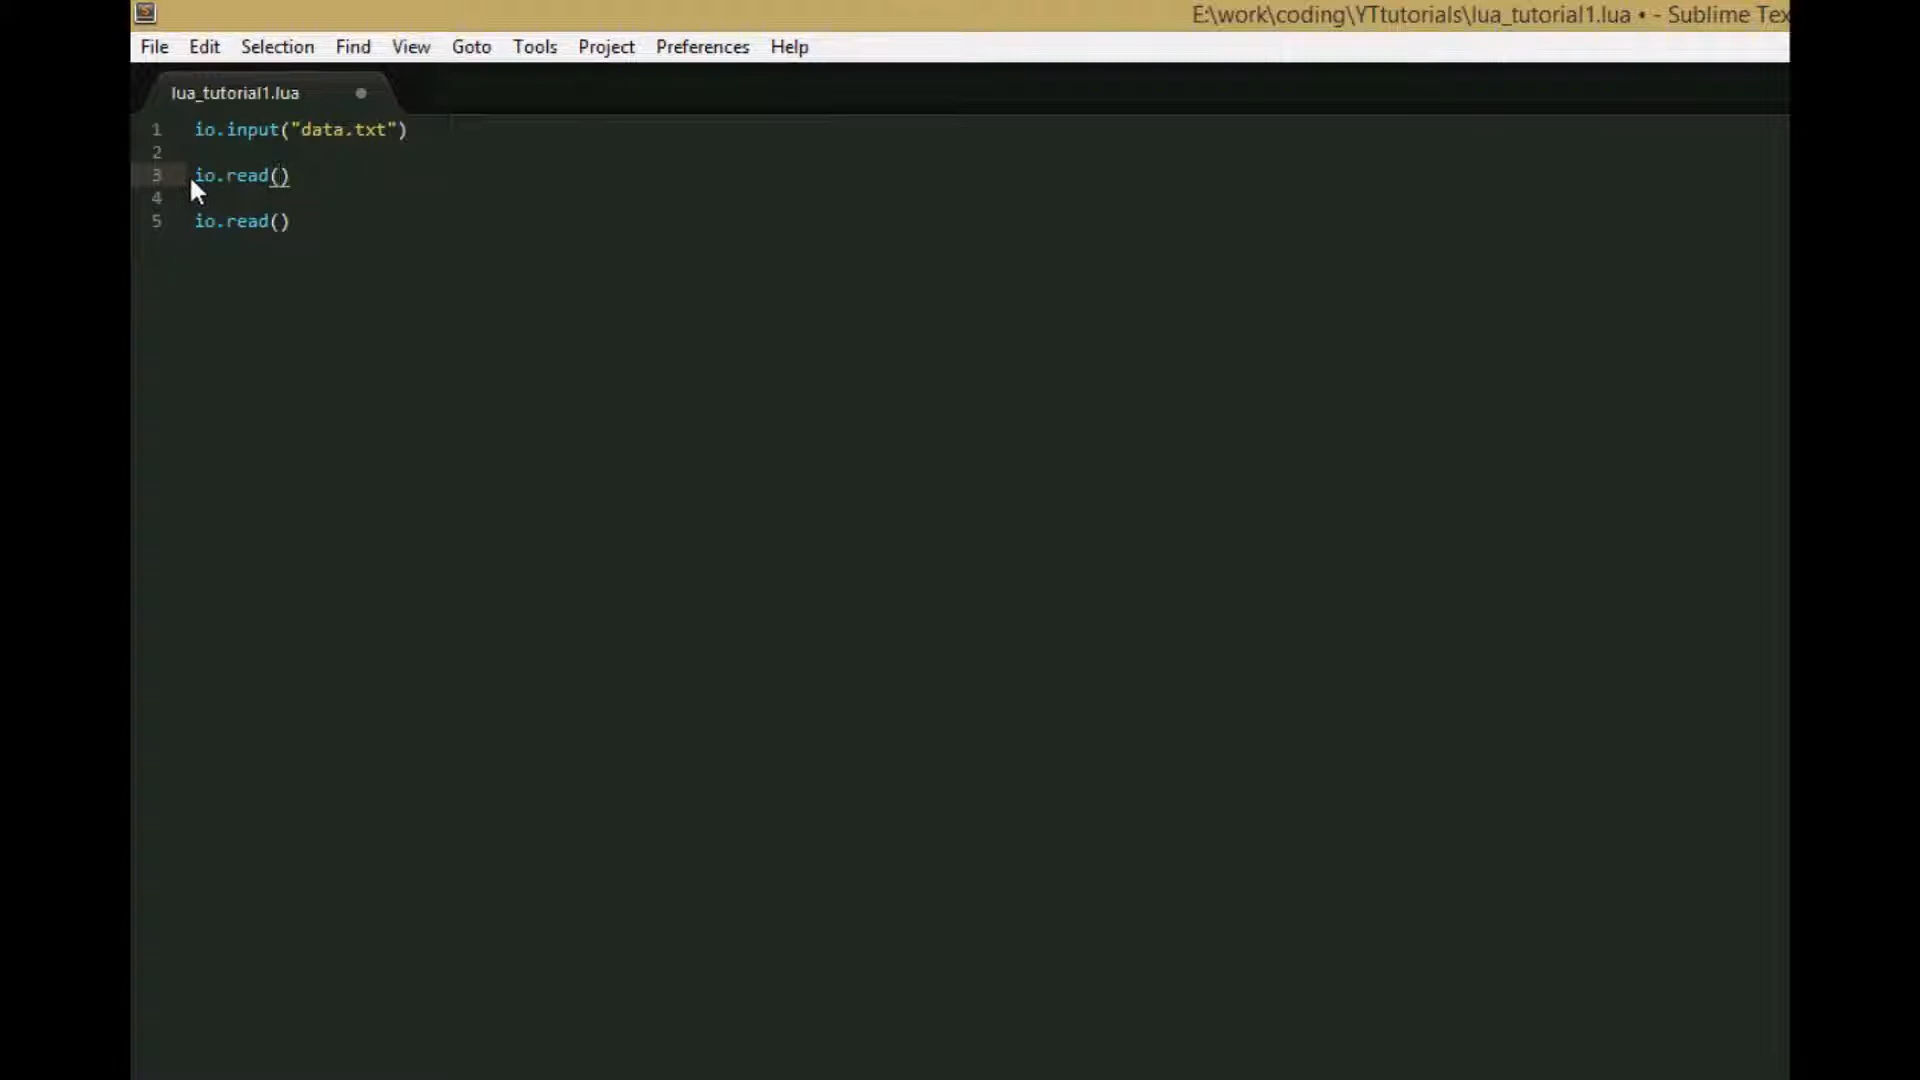 E:\work\coding\YTtutorials\lua_tutorial1.lua • - Sublime Tex
File Edit Selection Find View Goto Tools Project Preferences Help
lua_tutorial1.lua
1 io.input("data.txt")
2
3 io.read()
4
5 io.read()